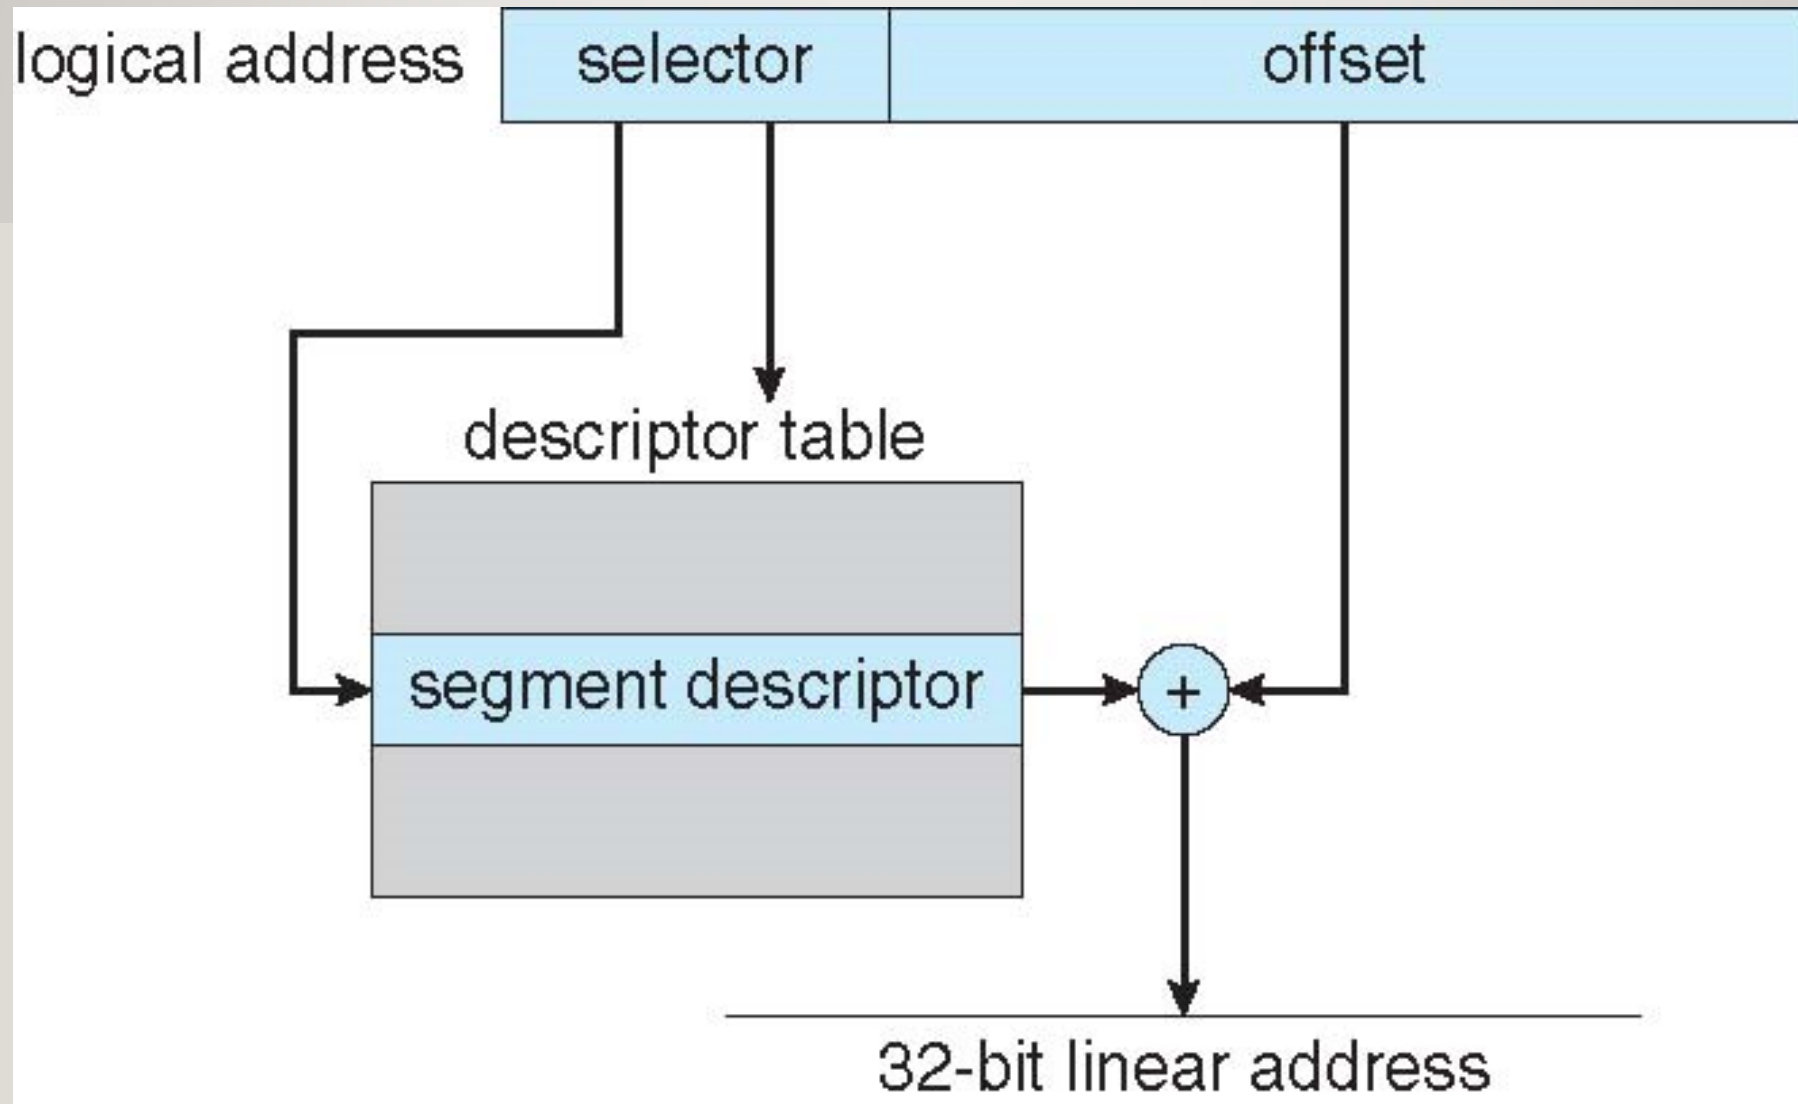 logical address selector offset
descriptor table
segment descriptor +
32-bit linear address